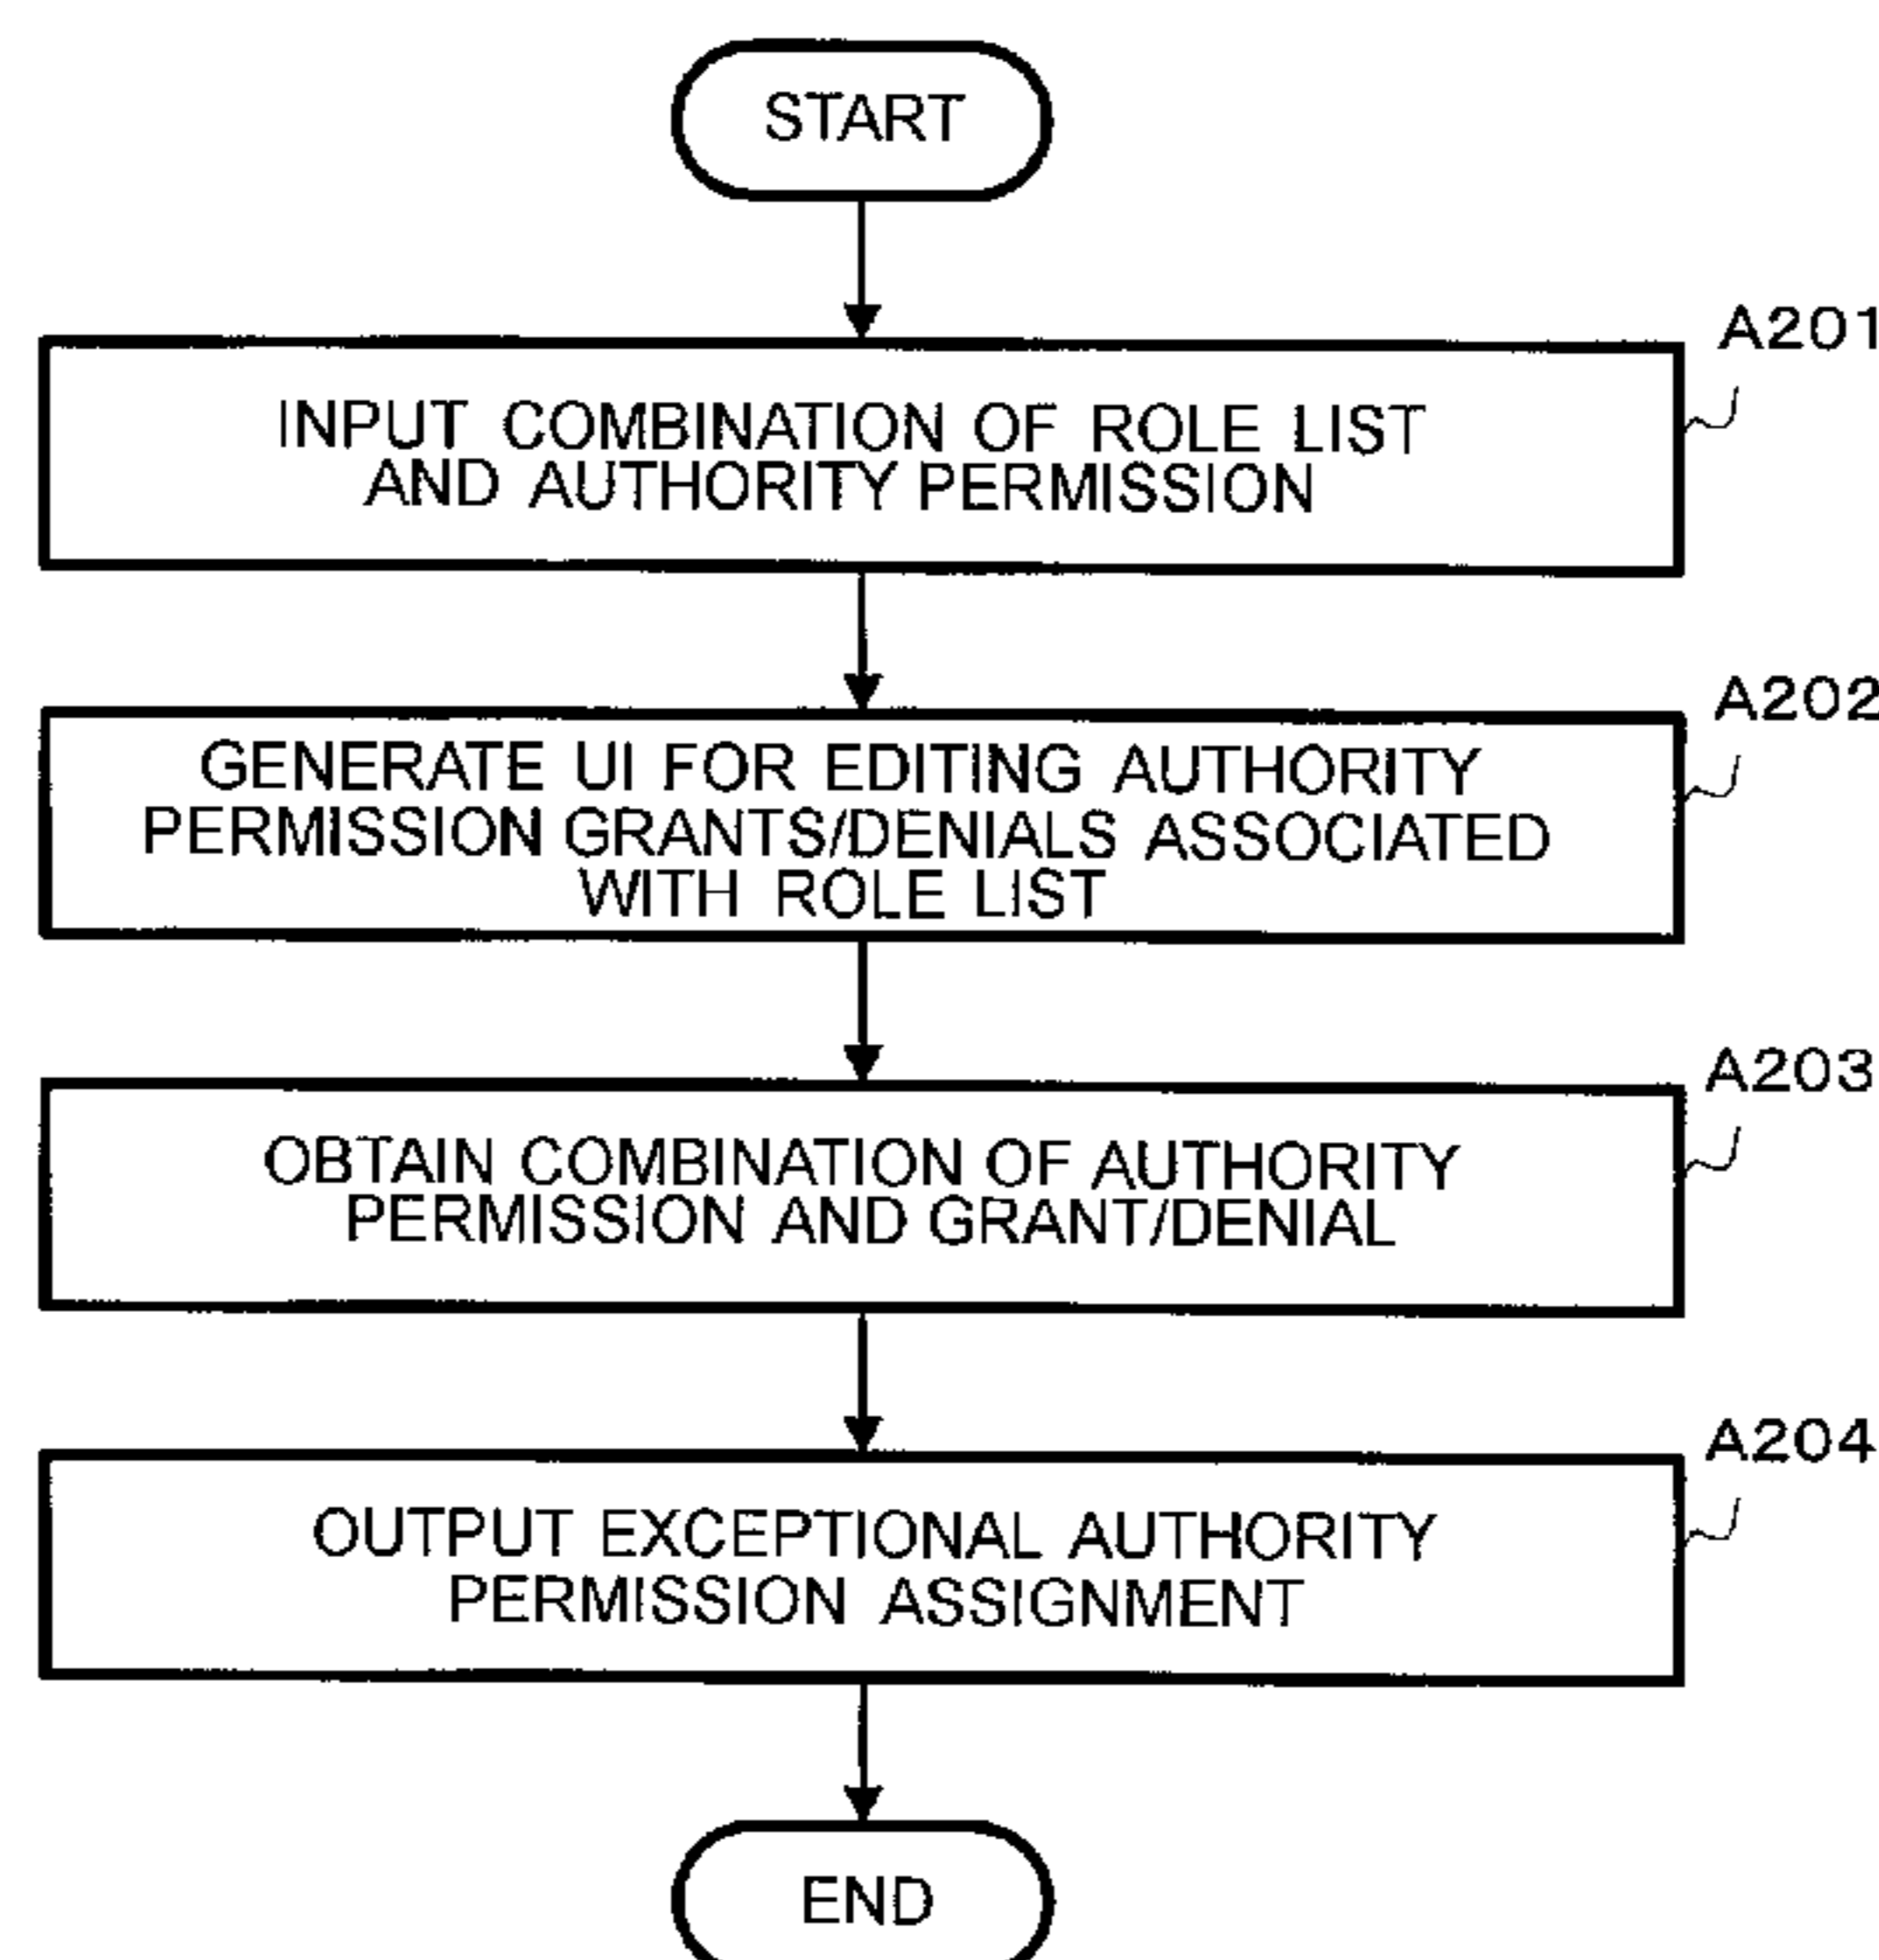 START
A201
INPUT COMBINATION OF ROLE LIST
AND AUTHORITY PERMISSION
A202
GENERATE UI FOR EDITING AUTHORITY
PERMISSION GRANTS/DENIALS ASSOCIATED
WITH ROLE LIST
A203
OBTAIN COMBINATION OF AUTHORITY
PERMISSION AND GRANT/DENIAL
A204
OUTPUT EXCEPTIONAL AUTHORITY
PERMISSION ASSIGNMENT
END